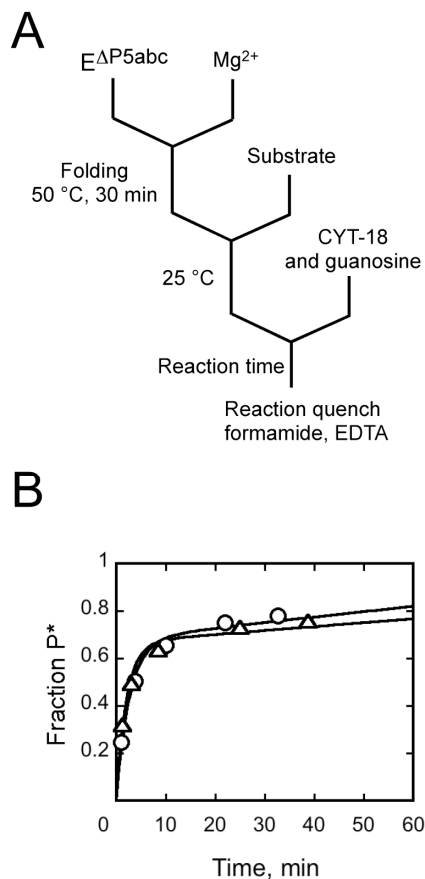 A
E^ΔP5abc
Mg²⁺
Folding
50 °C, 30 min
Substrate
CYT-18
and guanosine
25 °C
Reaction time
Reaction quench
formamide, EDTA
B
Fraction P*
1
0.8
0.6
0.4
0.2
0 10 20 30 40 50 60
Time, min